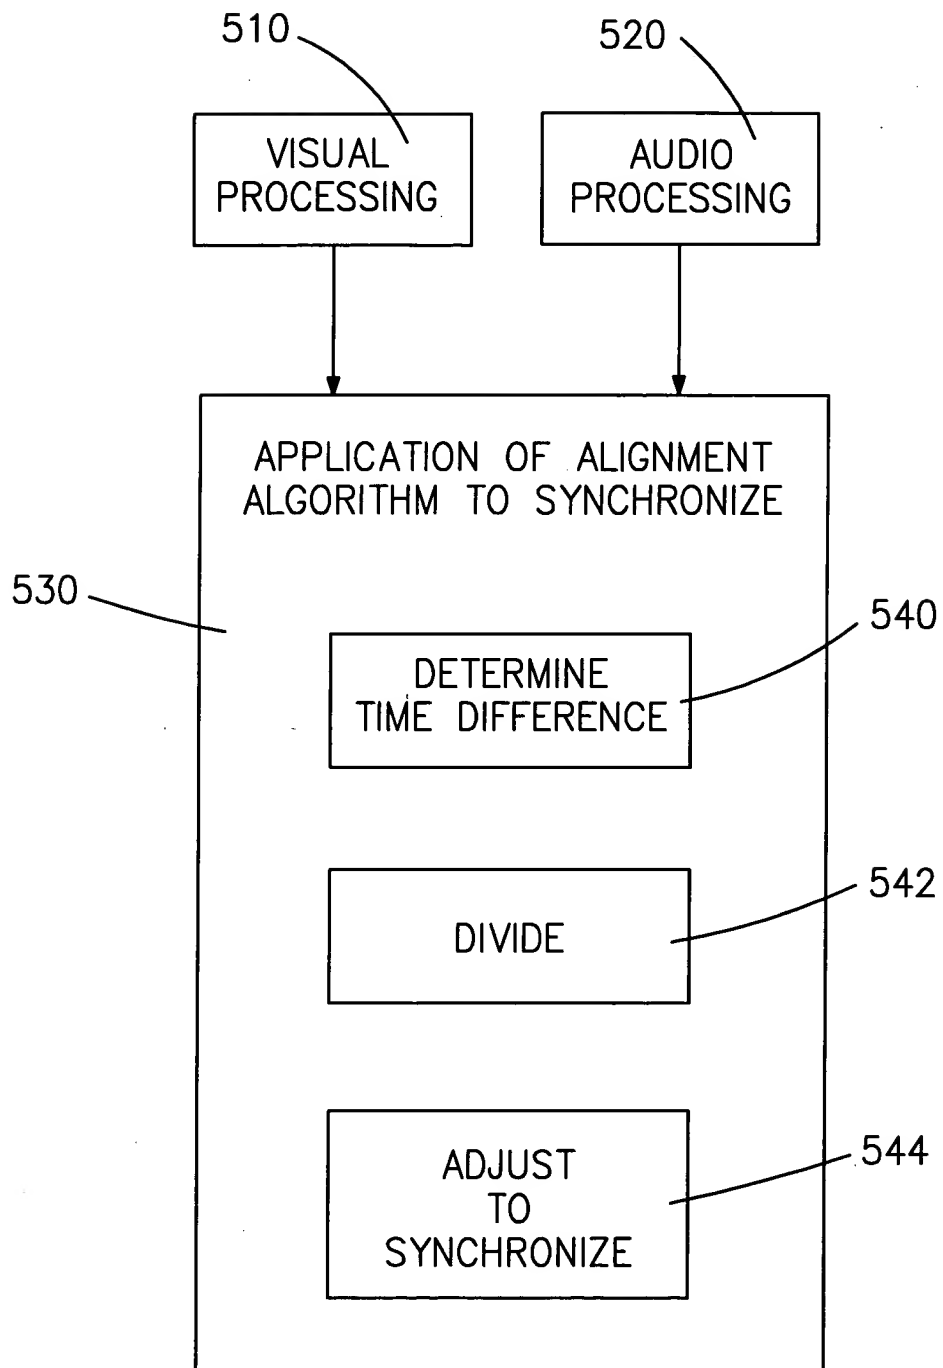 510
520
VISUAL
PROCESSING
AUDIO
PROCESSING
APPLICATION OF ALIGNMENT
ALGORITHM TO SYNCHRONIZE
530
540
DETERMINE
TIME DIFFERENCE
542
DIVIDE
544
ADJUST
TO
SYNCHRONIZE